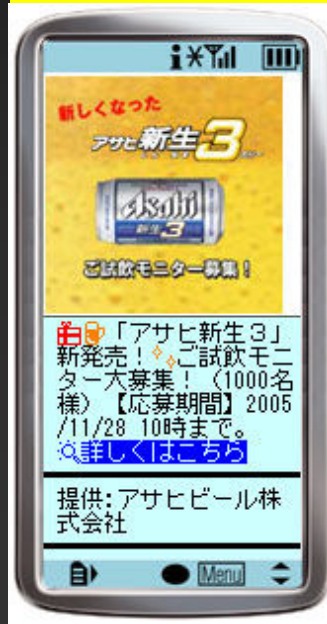 新しくなった
アサヒ新生3
Asahi
新生3
ご試飲モニター募集！
「アサヒ新生３」
新発売！ご試飲モニ
ター大募集！（1000名
様）【応募期間】2005
/11/28 10時まで。
詳しくはこちら
提供:アサヒビール株
式会社
Menu